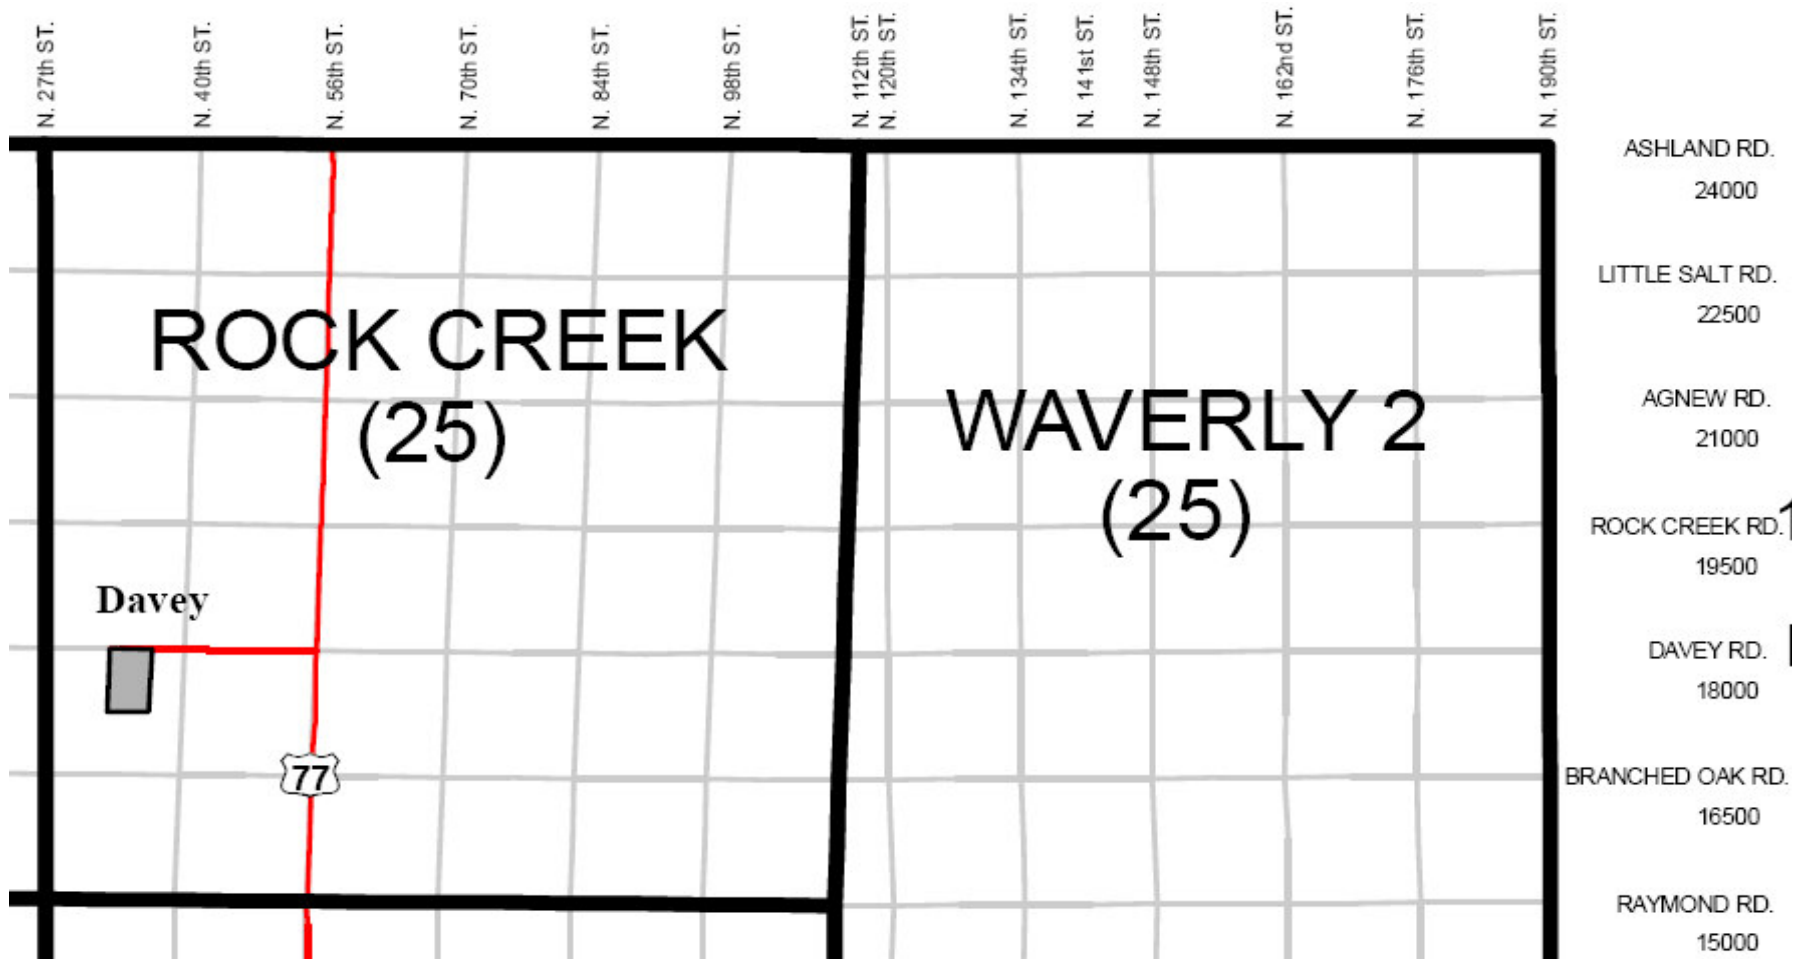 N. 27th ST.
N. 40th ST.
N. 56th ST.
N. 70th ST.
N. 84th ST.
N. 98th ST.
N. 112th ST.
N. 120th ST.
N. 134th ST.
N. 141st ST.
N. 148th ST.
N. 162nd ST.
N. 176th ST.
N. 190th ST.
ASHLAND RD.
24000
LITTLE SALT RD.
22500
ROCK CREEK
(25)
WAVERLY 2
(25)
AGNEW RD.
21000
ROCK CREEK RD.
19500
Davey
DAVEY RD.
18000
77
BRANCHED OAK RD.
16500
RAYMOND RD.
15000